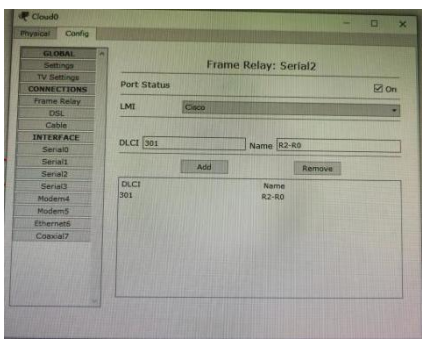 Cloud0
Physical Config
GLOBAL
Settings
TV Settings
CONNECTIONS
Frame Relay
DSL
Cable
INTERFACE
Serial0
Serial1
Serial2
Serial3
Modem4
Modem5
Ethernet6
Coaxial7
Frame Relay: Serial2
Port Status On
LMI Cisco
DLCI 301 Name R2-R0
Add Remove
DLCI Name
301 R2-R0